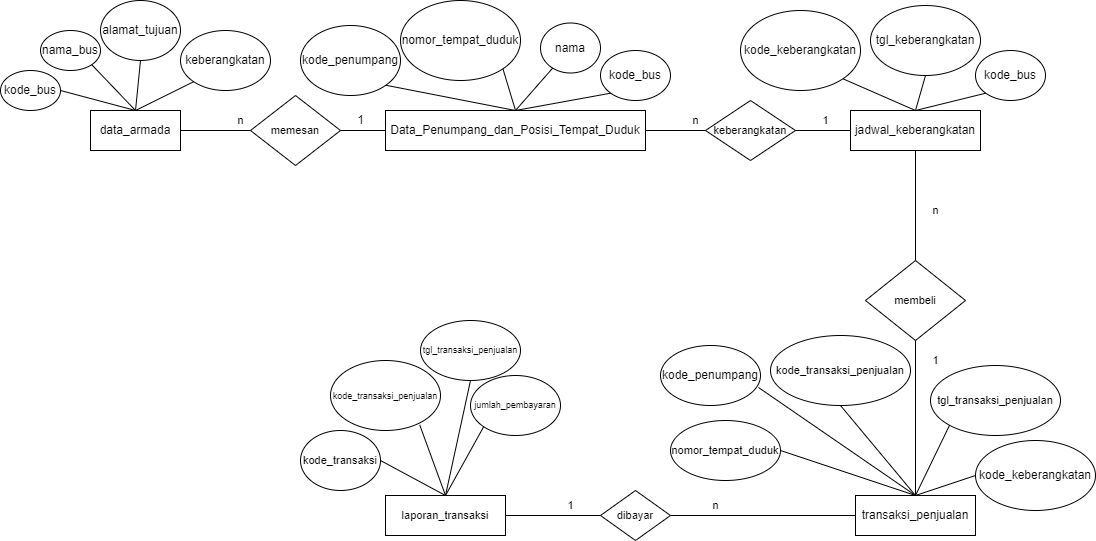 alamat_tujuan
nama_bus
keberangkatan
kode_bus
nomor_tempat_duduk
kode_penumpang
nama
kode_bus
kode_keberangkatan
tgl_keberangkatan
kode_bus
data_armada
n
memesan
1
Data_Penumpang_dan_Posisi_Tempat_Duduk
n
keberangkatan
1
jadwal_keberangkatan
n
membeli
1
tgl_transaksi_penjualan
kode_transaksi_penjualan
jumlah_pembayaran
kode_transaksi
kode_penumpang
kode_transaksi_penjualan
tgl_transaksi_penjualan
nomor_tempat_duduk
kode_keberangkatan
laporan_transaksi
1
dibayar
n
transaksi_penjualan